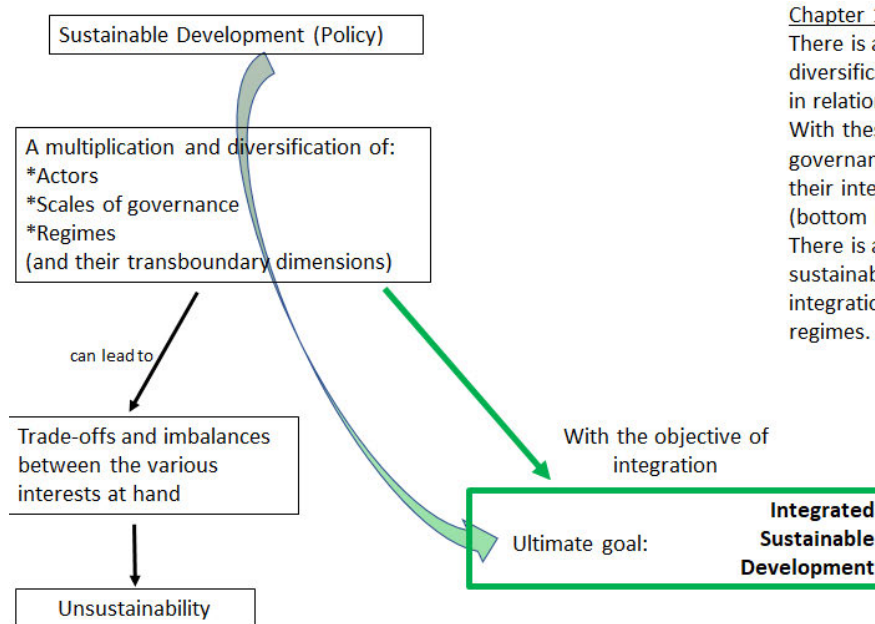 Sustainable Development (Policy)
A multiplication and diversification of:
*Actors
*Scales of governance
*Regimes
(and their transboundary dimensions)
can lead to
Trade-offs and imbalances
between the various
interests at hand
Unsustainability
With the objective of
integration
Ultimate goal:
Integrated
Sustainable
Development
Chapter
There is
diversific
in relation
With thes
governan
their inte
(bottom
There is
sustainab
integratio
regimes.